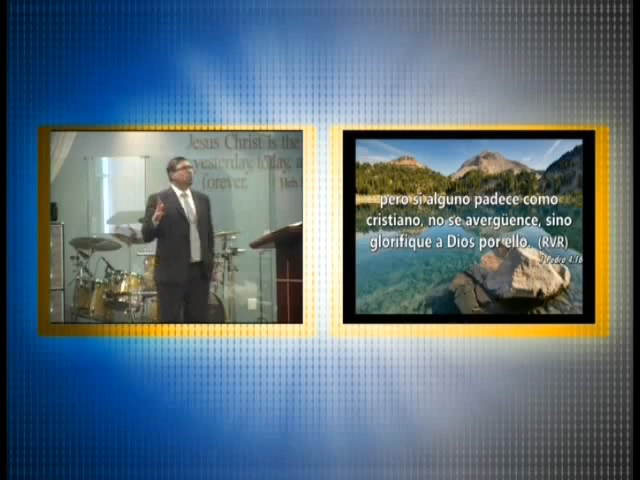 Jesus Christ is the
yesterday, today, a
forever.
Heb.
pero si alguno padece como
cristiano, no se avergüence, sino
glorifique a Dios por ello. (RVR)
1 Pedro 4:16